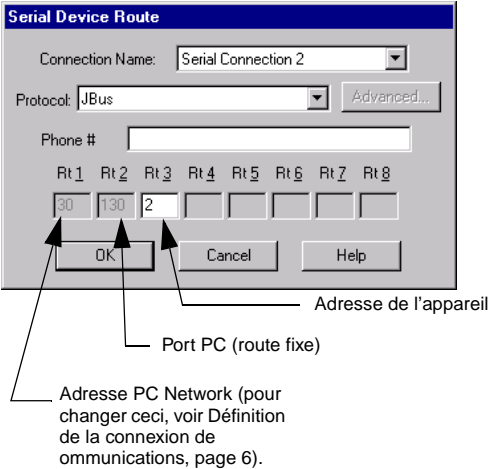 Serial Device Route
Connection Name: Serial Connection 2
Protocol: JBus Advanced...
Phone #
Rt 1 Rt 2 Rt 3 Rt 4 Rt 5 Rt 6 Rt 7 Rt 8
30 130 2
OK Cancel Help
Adresse de l'appareil
Port PC (route fixe)
Adresse PC Network (pour
changer ceci, voir Définition
de la connexion de
ommunications, page 6).